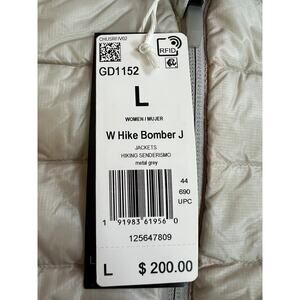 CHUSRFIV02
RFID
GD1152
L
WOMEN / MUJER
W Hike Bomber J
JACKETS
HIKING SENDERISMO
metal grey
44
690
UPC
1 91983 61956 0
125647809
L $ 200.00